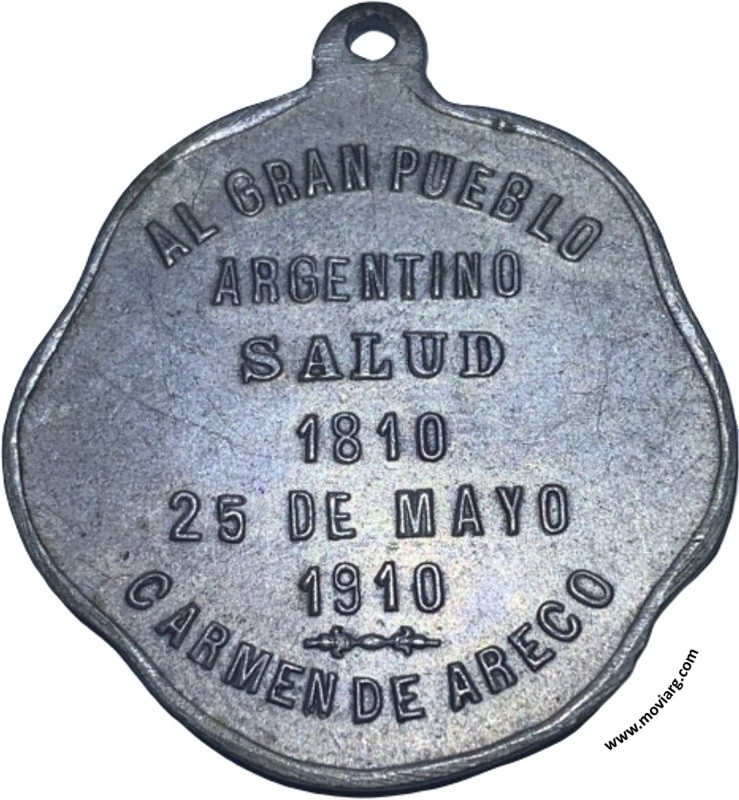 AL GRAN PUEBLO
ARGENTINO
SALUD
1810
25 DE MAYO
1910
CARMEN DE ARECO
www.moviarg.com